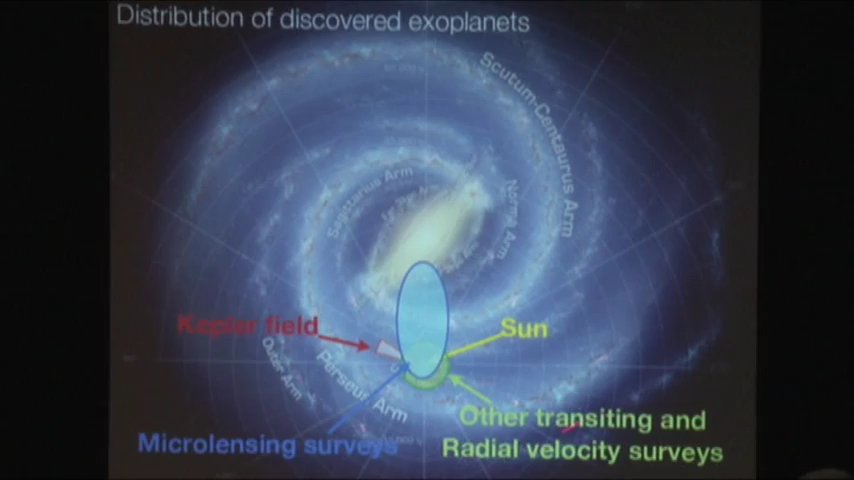 Distribution of discovered exoplanets
Scutum-Centaurus Arm
Sagittarius Arm
Norma Arm
Kepler field
Sun
Outer Arm
Perseus Arm
Other transiting and
Microlensing surveys
Radial velocity surveys